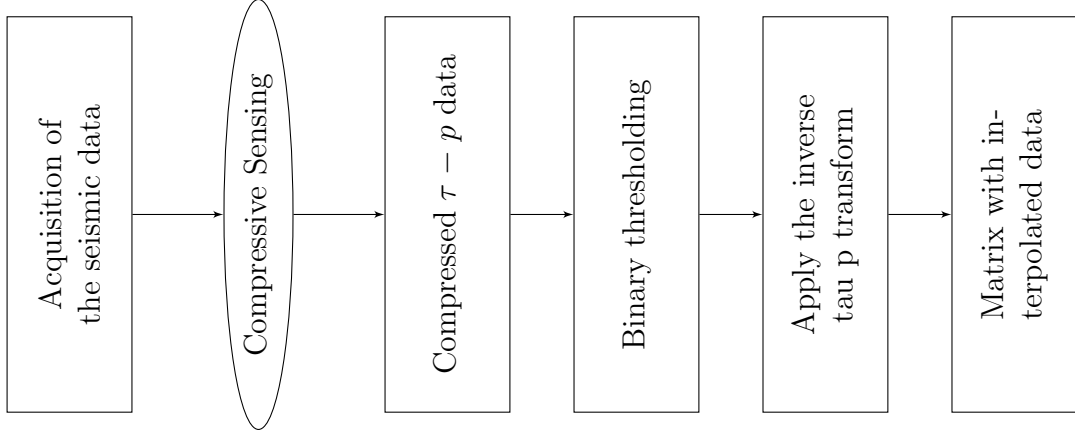 Acquisition of
the seismic data
Compressive Sensing
Compressed τ − p data
Binary thresholding
Apply the inverse
tau p transform
Matrix with in-
terpolated data